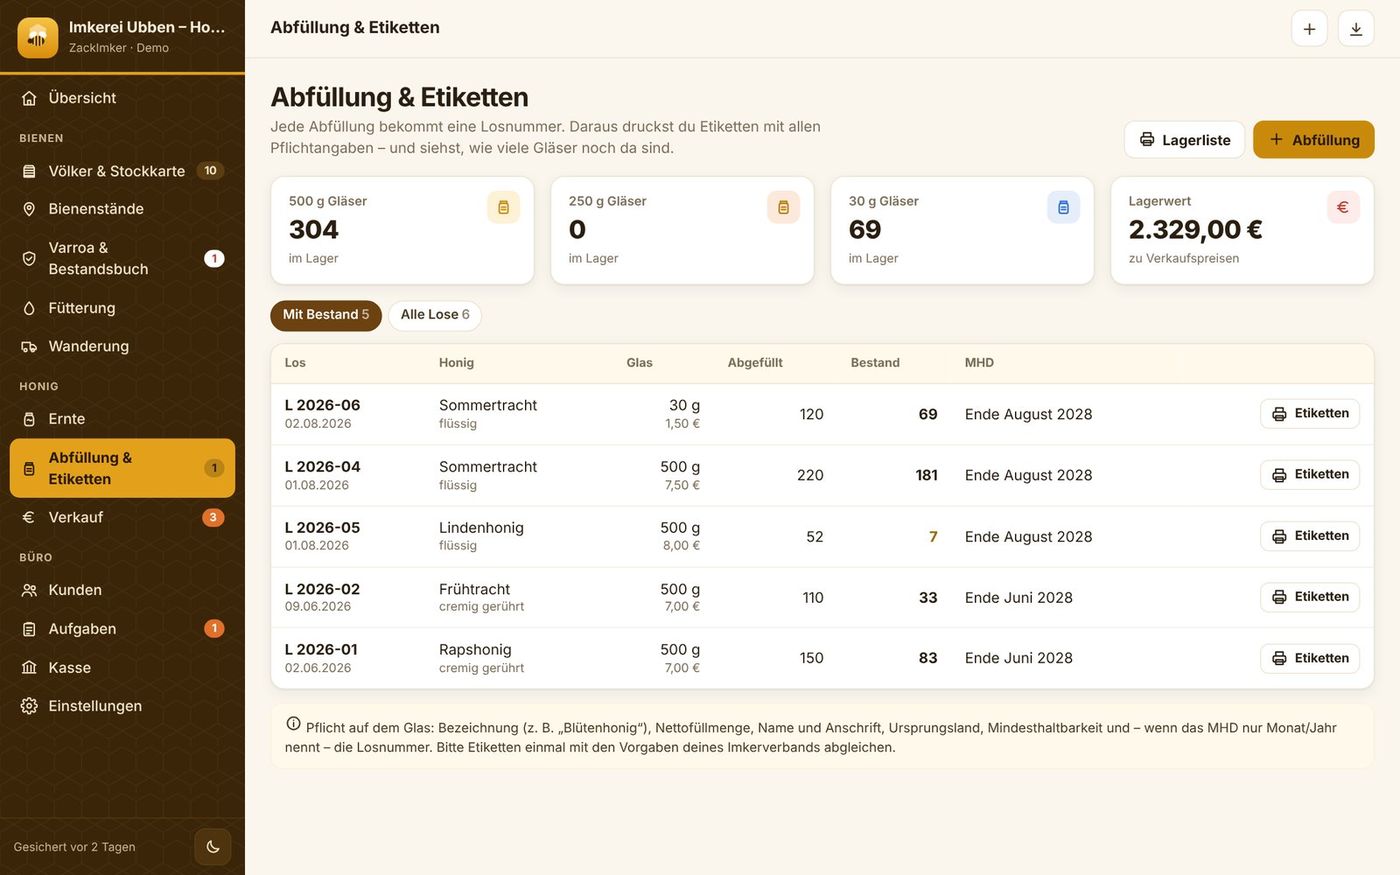 Imkerei Ubben – Ho...
ZackImker · Demo
Übersicht
BIENEN
Völker & Stockkarte 10
Bienenstände
Varroa &
Bestandsbuch 1
Fütterung
Wanderung
HONIG
Ernte
Abfüllung &
Etiketten 1
Verkauf 3
BÜRO
Kunden
Aufgaben 1
Kasse
Einstellungen
Gesichert vor 2 Tagen
Abfüllung & Etiketten
Abfüllung & Etiketten
Jede Abfüllung bekommt eine Losnummer. Daraus druckst du Etiketten mit allen
Pflichtangaben – und siehst, wie viele Gläser noch da sind.
Lagerliste
+ Abfüllung
500 g Gläser
304
im Lager
250 g Gläser
0
im Lager
30 g Gläser
69
im Lager
Lagerwert
2.329,00 €
zu Verkaufspreisen
Mit Bestand 5
Alle Lose 6
Los Honig Glas Abgefüllt Bestand MHD
L 2026-06 Sommertracht 30 g 120 69 Ende August 2028 Etiketten
02.08.2026 flüssig 1,50 €
L 2026-04 Sommertracht 500 g 220 181 Ende August 2028 Etiketten
01.08.2026 flüssig 7,50 €
L 2026-05 Lindenhonig 500 g 52 7 Ende August 2028 Etiketten
01.08.2026 flüssig 8,00 €
L 2026-02 Frühtracht 500 g 110 33 Ende Juni 2028 Etiketten
09.06.2026 cremig gerührt 7,00 €
L 2026-01 Rapshonig 500 g 150 83 Ende Juni 2028 Etiketten
02.06.2026 cremig gerührt 7,00 €
Pflicht auf dem Glas: Bezeichnung (z. B. „Blütenhonig“), Nettofüllmenge, Name und Anschrift, Ursprungsland, Mindesthaltbarkeit und – wenn das MHD nur Monat/Jahr
nennt – die Losnummer. Bitte Etiketten einmal mit den Vorgaben deines Imkerverbands abgleichen.